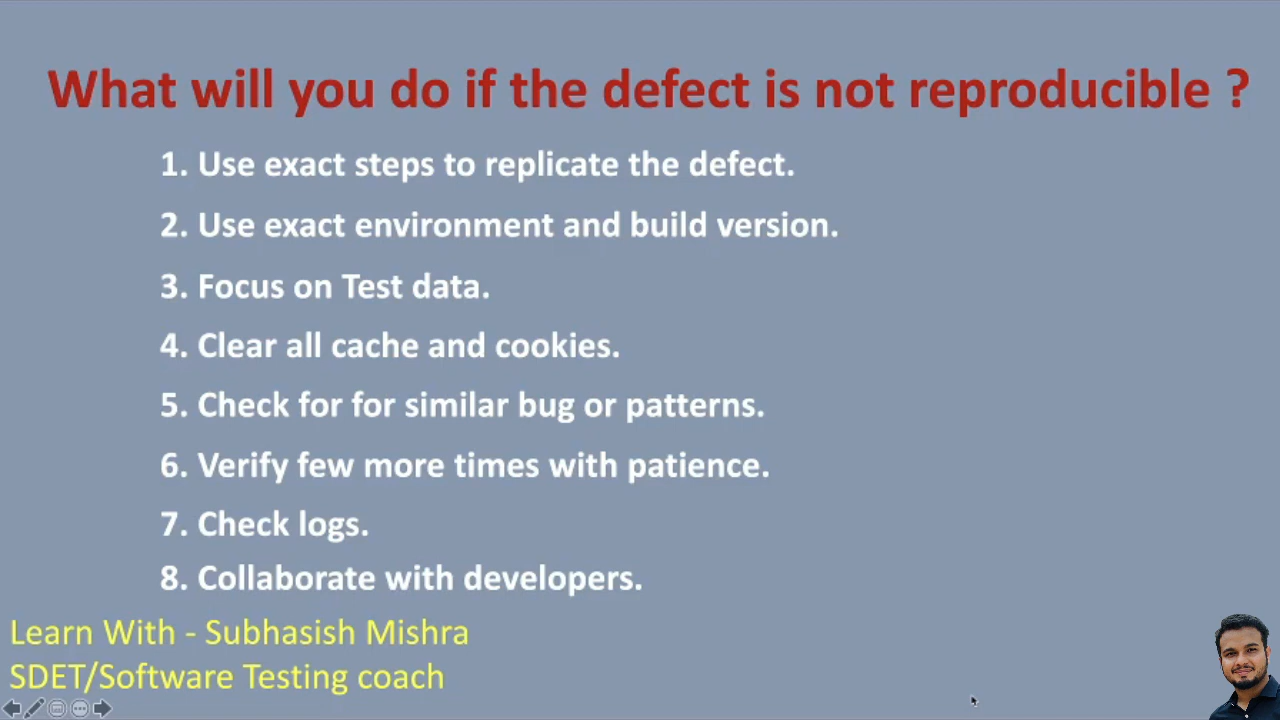 What will you do if the defect is not reproducible ?
1. Use exact steps to replicate the defect.
2. Use exact environment and build version.
3. Focus on Test data.
4. Clear all cache and cookies.
5. Check for for similar bug or patterns.
6. Verify few more times with patience.
7. Check logs.
8. Collaborate with developers.
Learn With - Subhasish Mishra
SDET/Software Testing coach